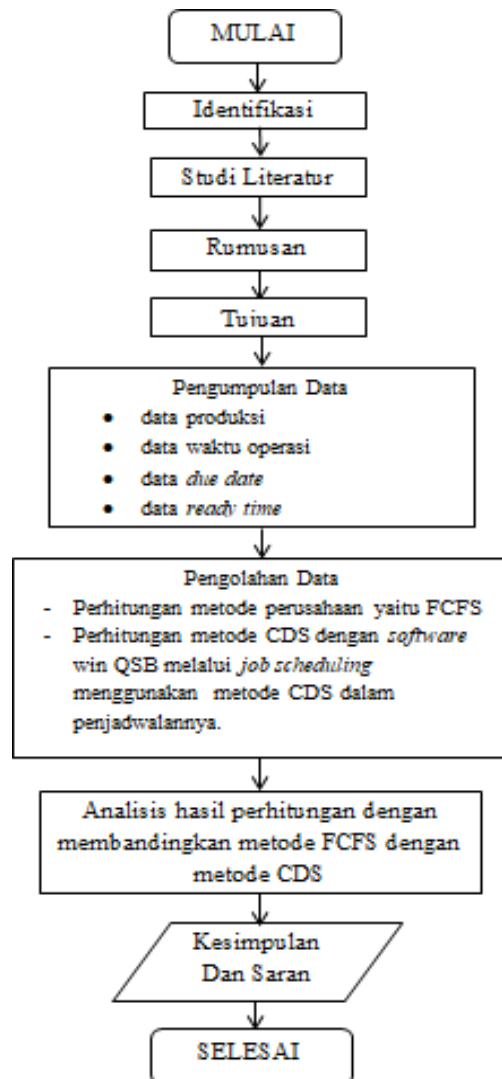 MULAI
Identifikasi
Studi Literatur
Rumusan
Tujuan
Pengumpulan Data
• data produksi
• data waktu operasi
• data due date
• data ready time
Pengolahan Data
- Perhitungan metode perusahaan yaitu FCFS
- Perhitungan metode CDS dengan software
win QSB melalui job scheduling
menggunakan metode CDS dalam
penjadwalannya.
Analisis hasil perhitungan dengan
membandingkan metode FCFS dengan
metode CDS
Kesimpulan
Dan Saran
SELESAI